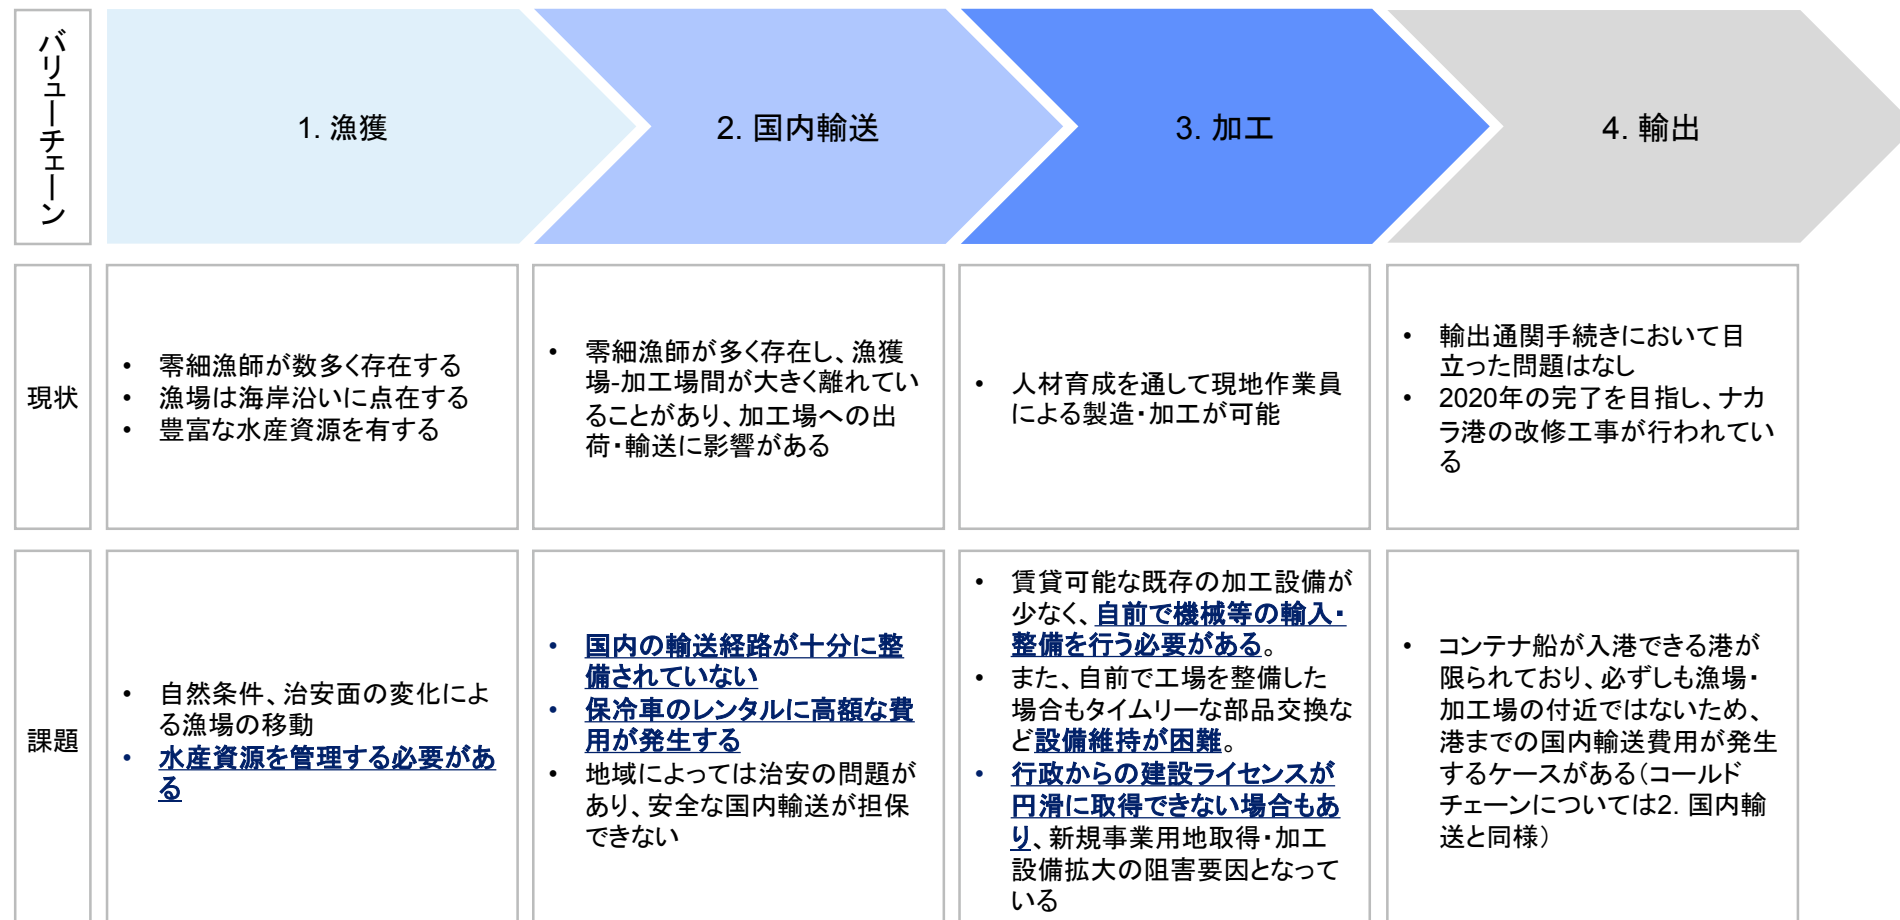 バリューチェーン
1. 漁獲
2. 国内輸送
3. 加工
4. 輸出
現状
• 零細漁師が数多く存在する
• 漁場は海岸沿いに点在する
• 豊富な水産資源を有する
• 零細漁師が多く存在し、漁獲
場-加工場間が大きく離れてい
ることがあり、加工場への出
荷・輸送に影響がある
• 人材育成を通して現地作業員
による製造・加工が可能
• 輸出通関手続きにおいて目
立った問題はなし
• 2020年の完了を目指し、ナカ
ラ港の改修工事が行われてい
る
課題
• 自然条件、治安面の変化によ
る漁場の移動
• 水産資源を管理する必要があ
る
• 国内の輸送経路が十分に整
備されていない
• 保冷車のレンタルに高額な費
用が発生する
• 地域によっては治安の問題が
あり、安全な国内輸送が担保
できない
• 賃貸可能な既存の加工設備が
少なく、自前で機械等の輸入・
整備を行う必要がある。
• また、自前で工場を整備した
場合もタイムリーな部品交換な
ど設備維持が困難。
• 行政からの建設ライセンスが
円滑に取得できない場合もあ
り、新規事業用地取得・加工
設備拡大の阻害要因となって
いる
• コンテナ船が入港できる港が
限られており、必ずしも漁場・
加工場の付近ではないため、
港までの国内輸送費用が発生
するケースがある（コールド
チェーンについては2. 国内輸
送と同様）